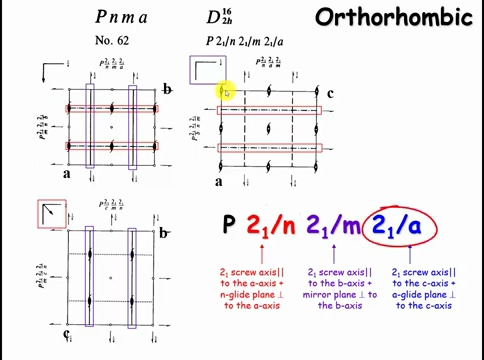 Orthorhombic
P n m a
D 16 2h
No. 62
P 2₁/n 2₁/m 2₁/a
b
a
c
a
b
c
P 2₁/n 2₁/m 2₁/a
2₁ screw axis||
to the a-axis +
n-glide plane ⊥
to the a-axis
2₁ screw axis||
to the b-axis +
mirror plane ⊥ to
the b-axis
2₁ screw axis||
to the c-axis +
a-glide plane ⊥
to the c-axis